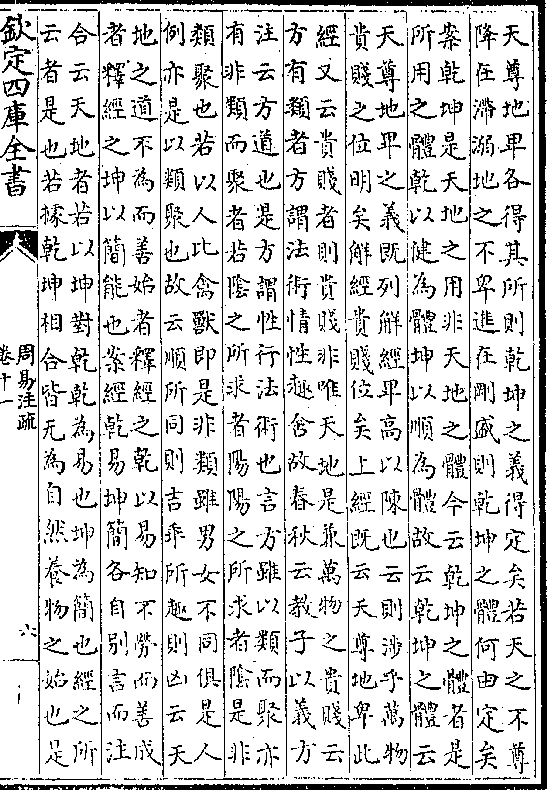 天尊地卑各得其所則乾坤之義得定矣若天之不尊
降在滯溺地之不卑進在剛盛則乾坤之體何由定矣
案乾坤是天地之用非天地之體今云乾坤之體者是
所用之體乾以健為體坤以順為體故云乾坤之體云
天尊地卑之義既列解經卑高以陳也云則涉乎萬物
貴賤之位明矣解經貴賤位矣上經既云天尊地卑此
經又云貴賤者則貴賤非唯天地是兼萬物之貴賤云
方有類者方謂法術情性趣舍故春秋云教子以義方
注云方道也是方謂性行法術也言方雖以類而聚亦
有非類而聚者若陰之所求者陽陽之所求者陰是非
類聚也若以人比禽獸即是非類雖男女不同俱是人
例亦是以類聚也故云順所同則吉乖所趣則凶云天
地之道不為而善始者釋經之乾以易知不勞而善成
者釋經之坤以簡能也案經乾易坤簡各自別言而注
合云天地者若以坤對乾乾為易也坤為簡也經之所
云者是也若據乾坤相合皆无為自然養物之始也是
欽定四庫全書
周易注疏
卷十一
六